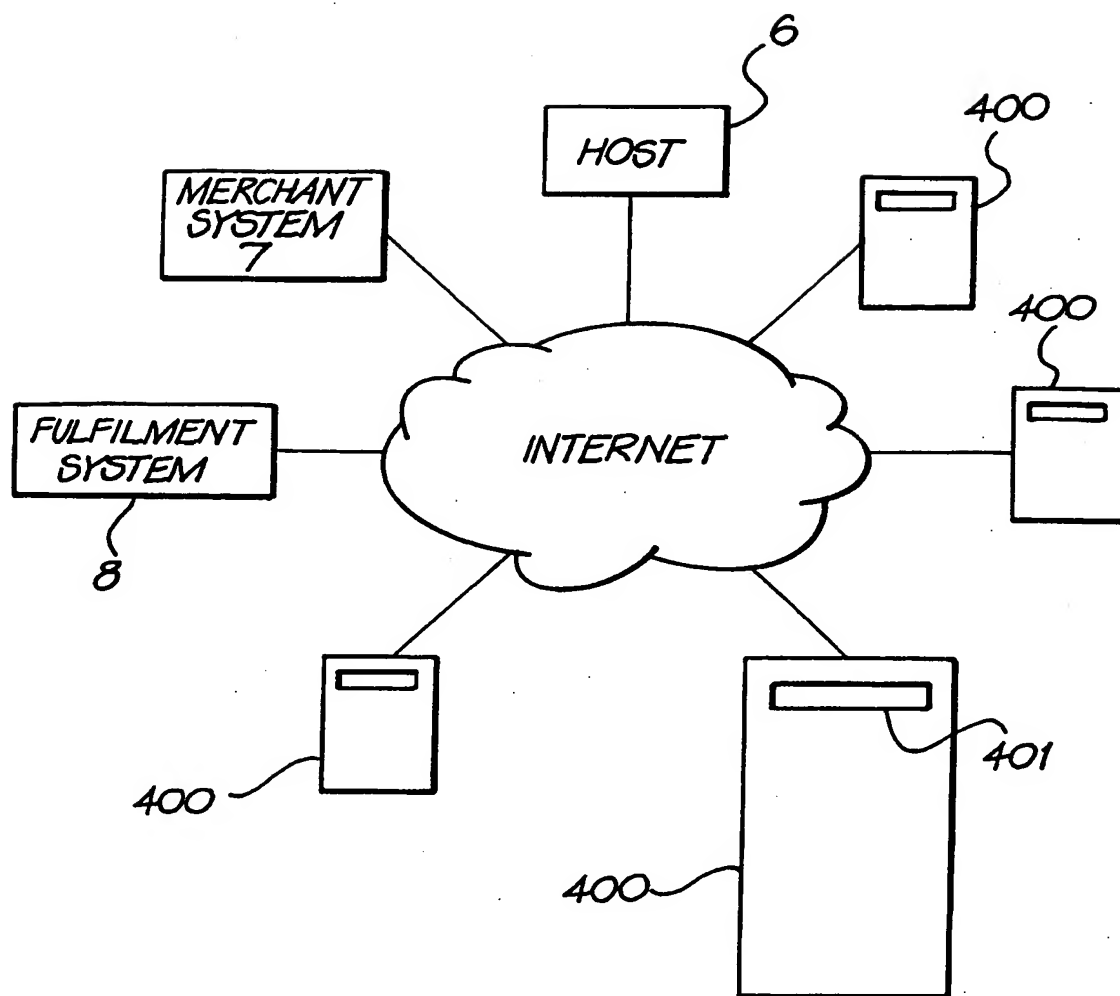 6
HOST
400
MERCHANT
SYSTEM
7
400
FULFILMENT
SYSTEM
INTERNET
8
401
400
400